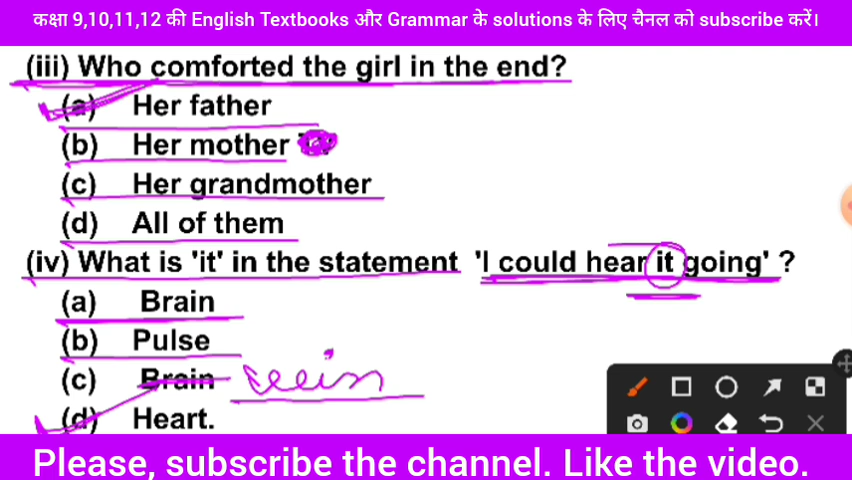 कक्षा 9,10,11,12 की English Textbooks और Grammar के solutions के लिए चैनल को subscribe करें।
(iii) Who comforted the girl in the end?
(a) Her father
(b) Her mother
(c) Her grandmother
(d) All of them
(iv) What is 'it' in the statement 'I could hear it going' ?
(a) Brain
(b) Pulse
(c) Brain
(d) Heart.
Please, subscribe the channel. Like the video.